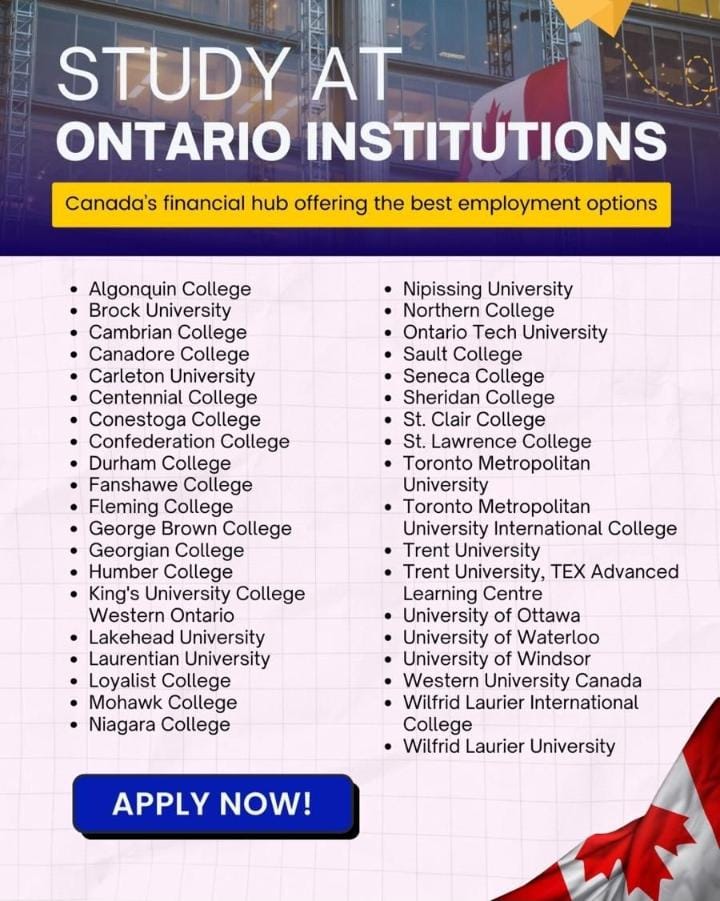 STUDY AT
ONTARIO INSTITUTIONS
Canada's financial hub offering the best employment options
• Algonquin College
• Brock University
• Cambrian College
• Canadore College
• Carleton University
• Centennial College
• Conestoga College
• Confederation College
• Durham College
• Fanshawe College
• Fleming College
• George Brown College
• Georgian College
• Humber College
• King's University College
Western Ontario
• Lakehead University
• Laurentian University
• Loyalist College
• Mohawk College
• Niagara College
• Nipissing University
• Northern College
• Ontario Tech University
• Sault College
• Seneca College
• Sheridan College
• St. Clair College
• St. Lawrence College
• Toronto Metropolitan
University
• Toronto Metropolitan
University International College
• Trent University
• Trent University, TEX Advanced
Learning Centre
• University of Ottawa
• University of Waterloo
• University of Windsor
• Western University Canada
• Wilfrid Laurier International
College
• Wilfrid Laurier University
APPLY NOW!